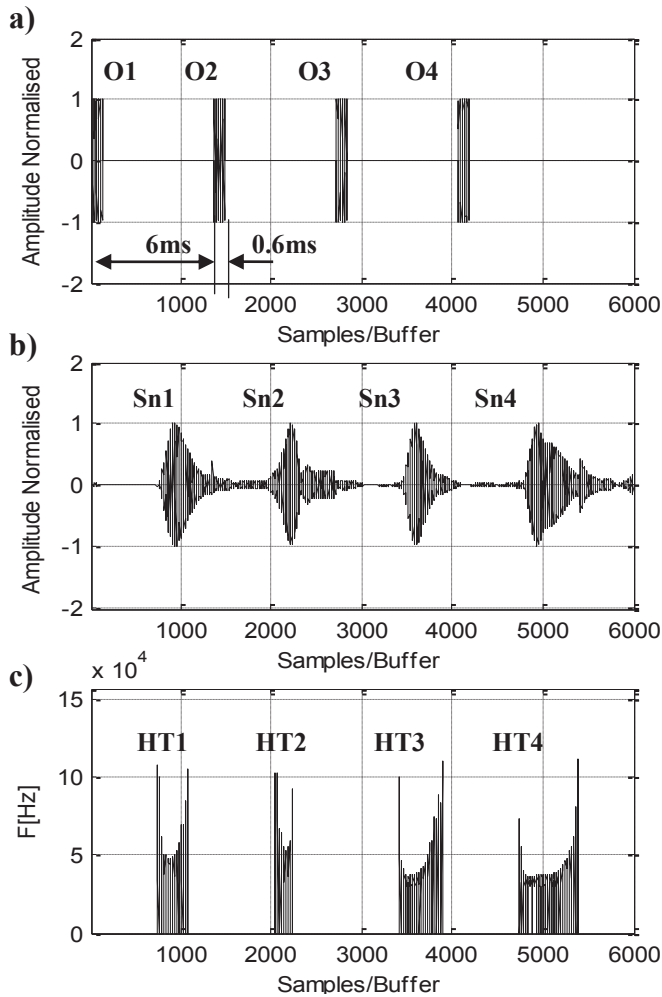 a)
2
O1 O2 O3 O4
1
0
-1
-2
Amplitude Normalised
6ms 0.6ms
1000 2000 3000 4000 5000 6000
Samples/Buffer
b)
2
Sn1 Sn2 Sn3 Sn4
1
0
-1
-2
Amplitude Normalised
1000 2000 3000 4000 5000 6000
Samples/Buffer
c)
x 10^4
15
HT1 HT2 HT3 HT4
10
5
0
F[Hz]
1000 2000 3000 4000 5000 6000
Samples/Buffer